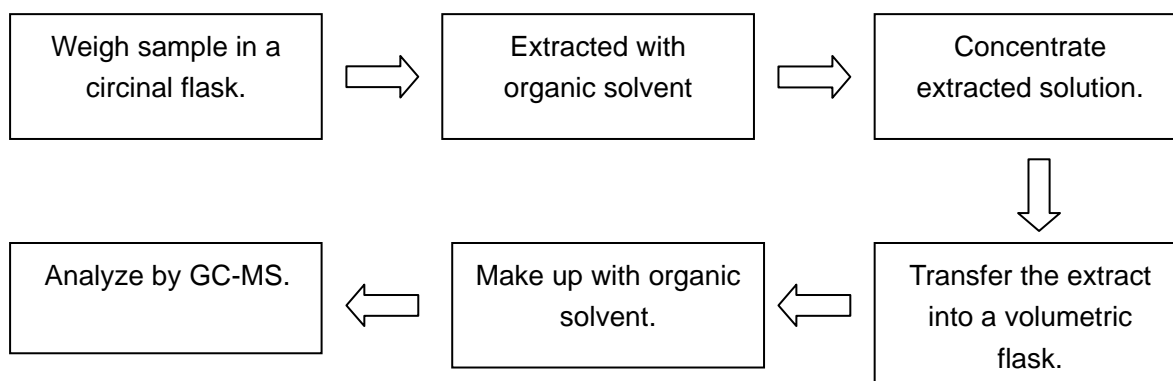 Weigh sample in a
circinal flask.
Extracted with
organic solvent
Concentrate
extracted solution.
Transfer the extract
into a volumetric
flask.
Make up with organic
solvent.
Analyze by GC-MS.